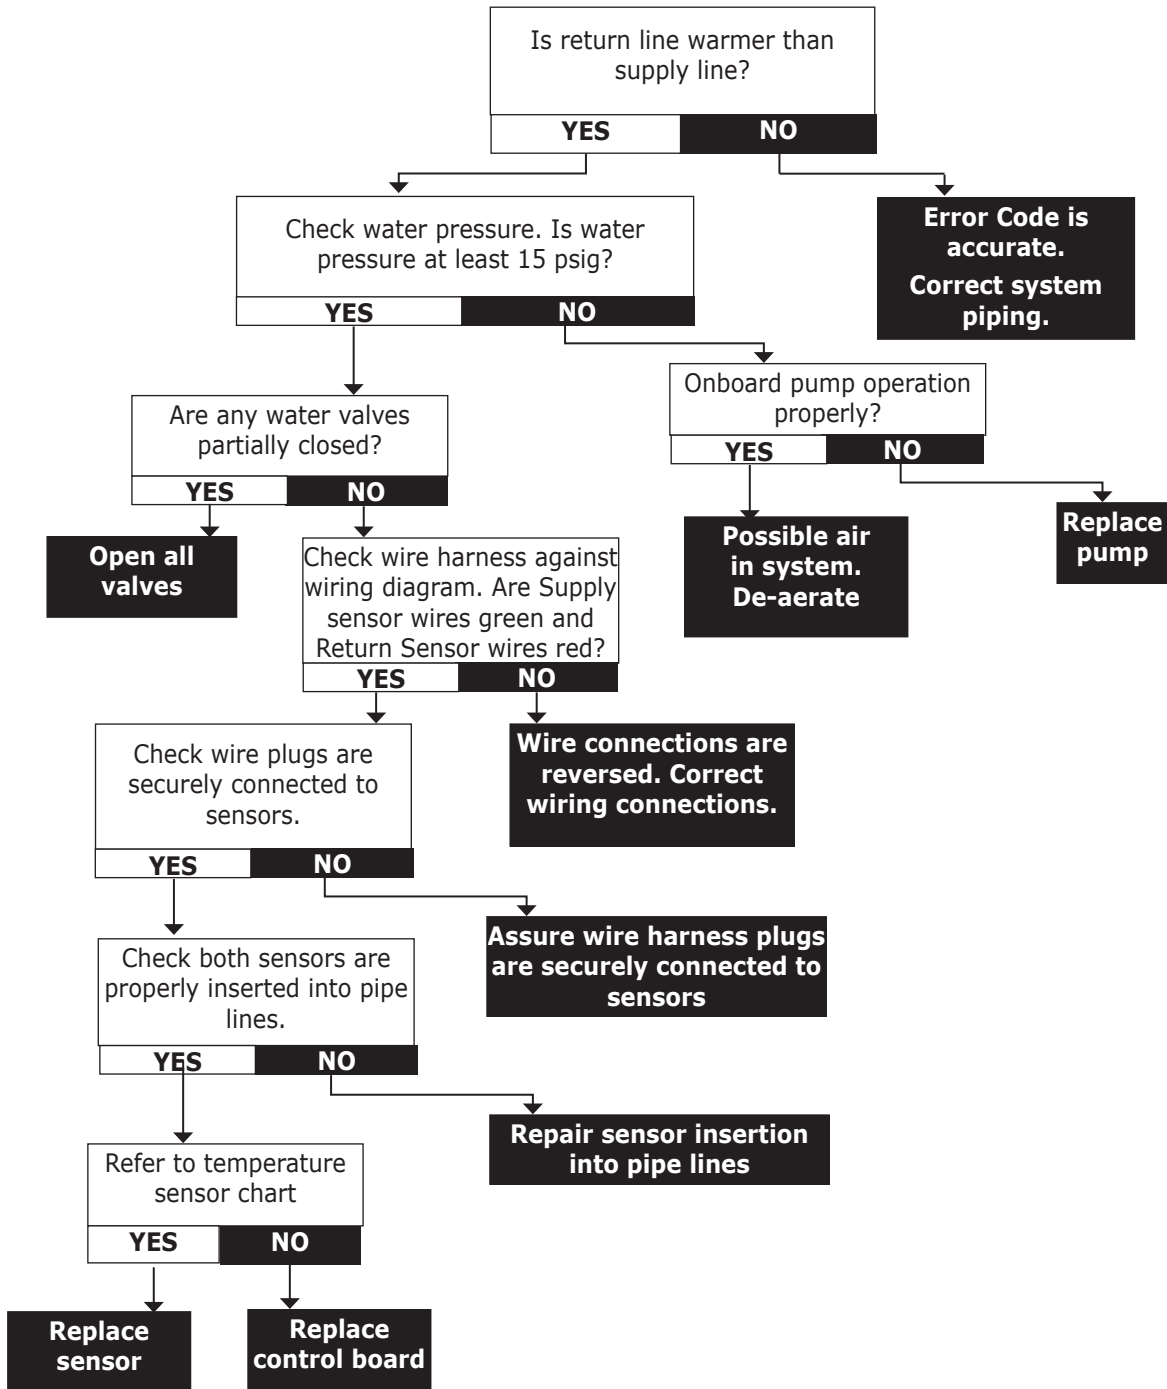 Is return line warmer than
supply line?
YES
NO
Check water pressure. Is water
pressure at least 15 psig?
YES
NO
Error Code is
accurate.
Correct system
piping.
Are any water valves
partially closed?
YES
NO
Onboard pump operation
properly?
YES
NO
Open all
valves
Check wire harness against
wiring diagram. Are Supply
sensor wires green and
Return Sensor wires red?
YES
NO
Possible air
in system.
De-aerate
Replace
pump
Check wire plugs are
securely connected to
sensors.
YES
NO
Wire connections are
reversed. Correct
wiring connections.
Check both sensors are
properly inserted into pipe
lines.
YES
NO
Assure wire harness plugs
are securely connected to
sensors
Refer to temperature
sensor chart
YES
NO
Repair sensor insertion
into pipe lines
Replace
sensor
Replace
control board